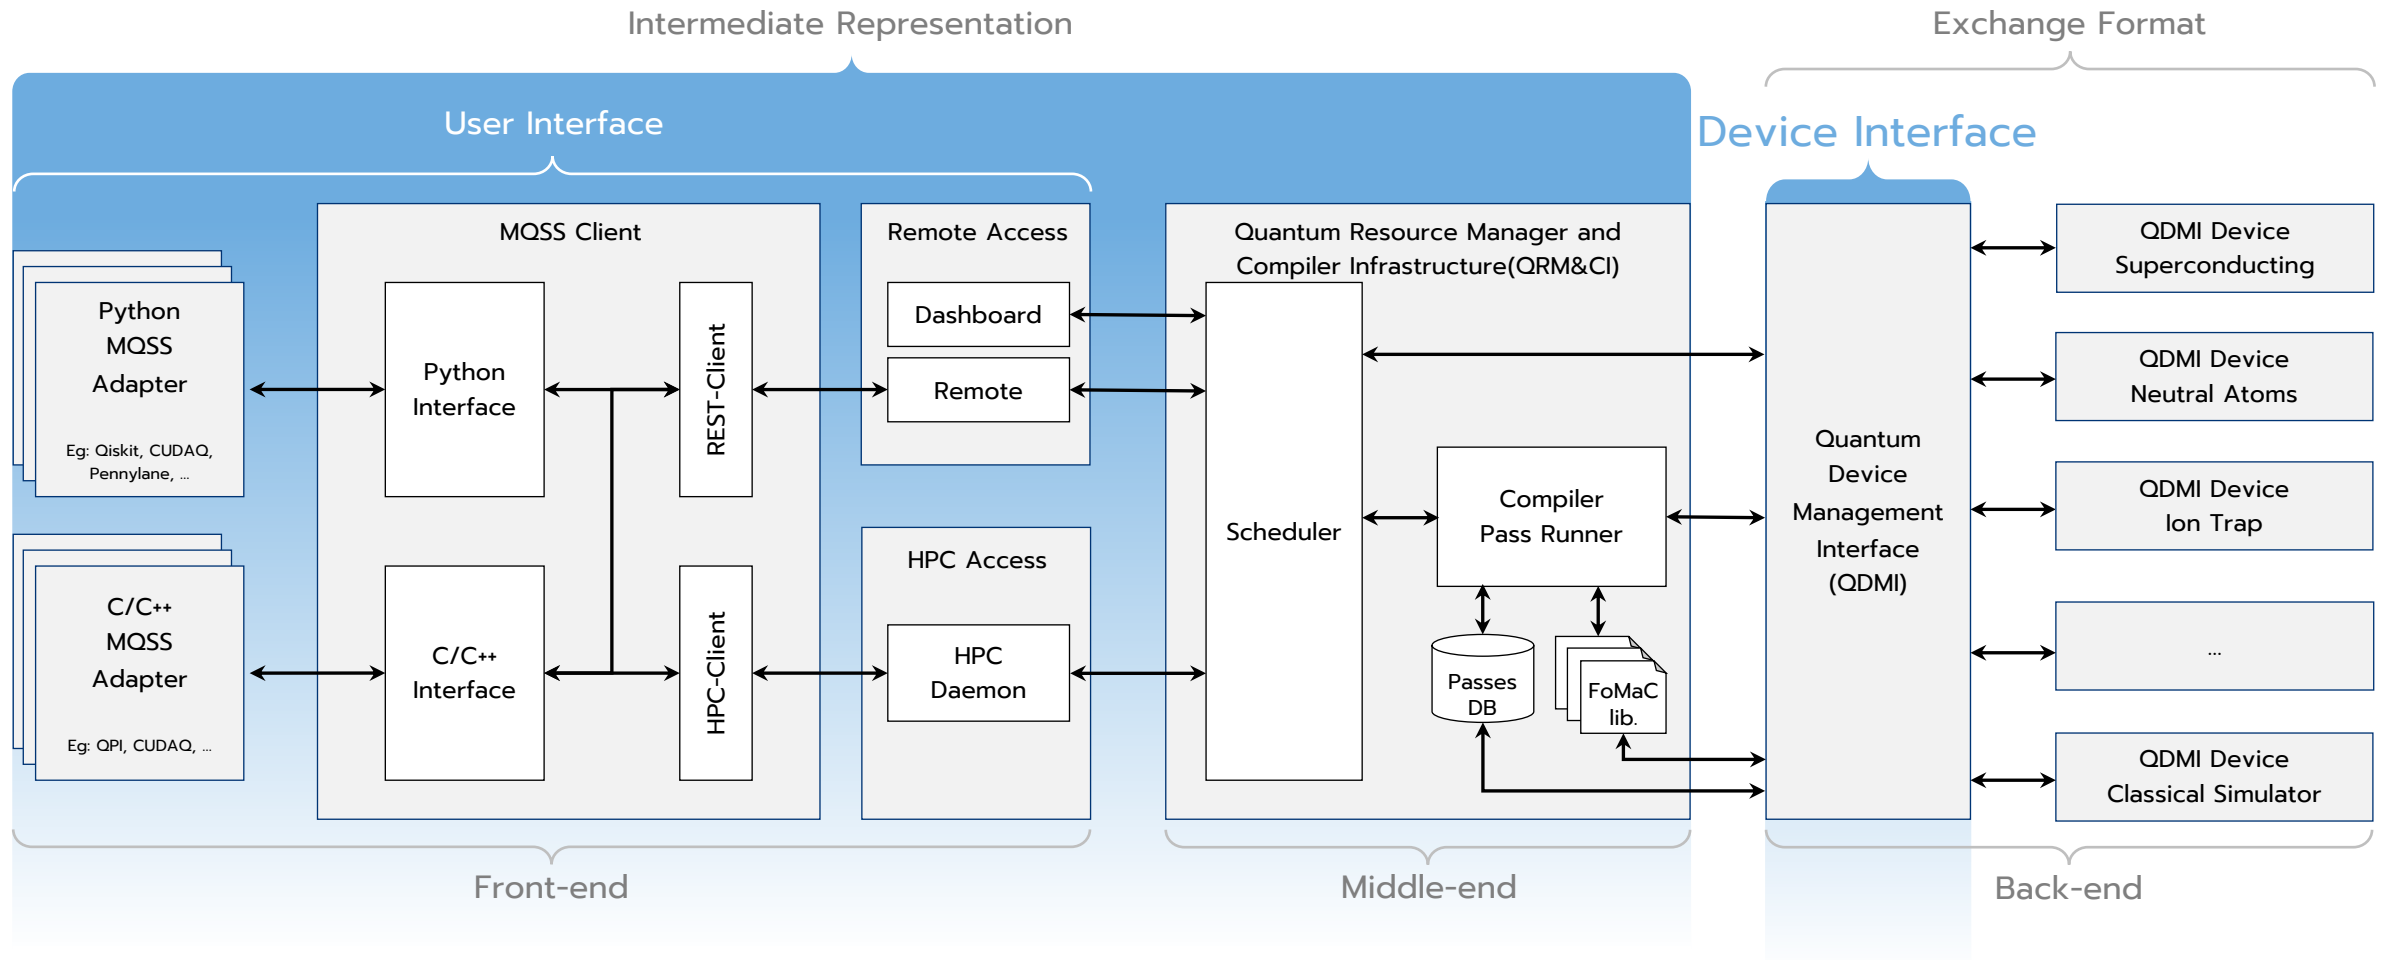 Intermediate Representation
Exchange Format
User Interface
Device Interface
Python
MQSS
Adapter
Eg: Qiskit, CUDAQ,
Pennylane, ...
C/C++
MQSS
Adapter
Eg: QPI, CUDAQ, ...
MQSS Client
Python
Interface
REST-Client
C/C++
Interface
HPC-Client
Remote Access
Dashboard
Remote
HPC Access
HPC
Daemon
Quantum Resource Manager and
Compiler Infrastructure(QRM&CI)
Scheduler
Compiler
Pass Runner
Passes
DB
FoMaC
lib.
Quantum
Device
Management
Interface
(QDMI)
QDMI Device
Superconducting
QDMI Device
Neutral Atoms
QDMI Device
Ion Trap
...
QDMI Device
Classical Simulator
Front-end
Middle-end
Back-end